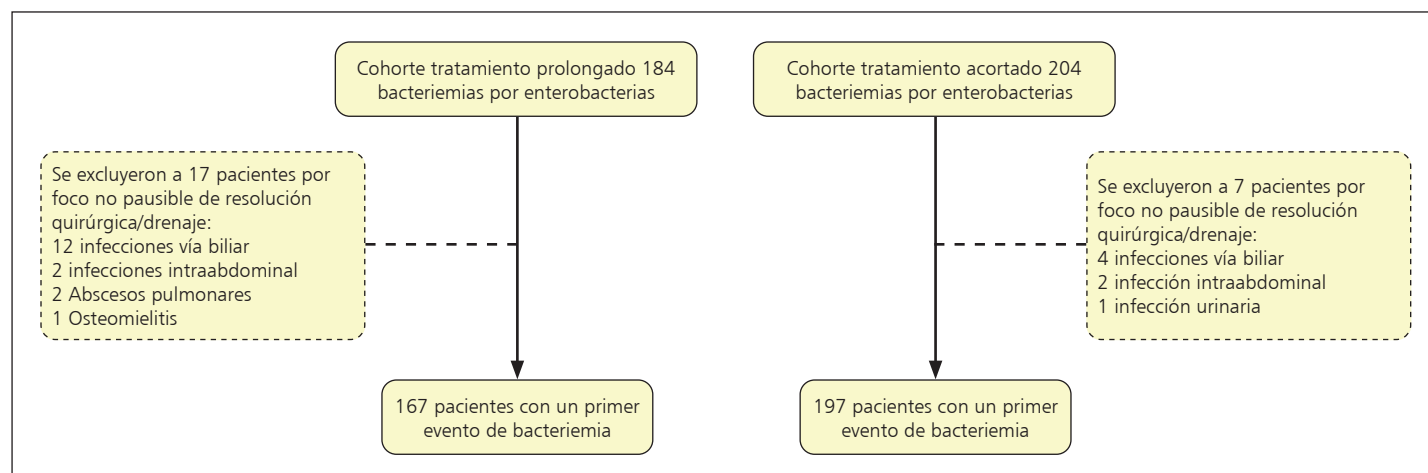 Cohorte tratamiento prolongado 184
bacteriemias por enterobacterias
Cohorte tratamiento acortado 204
bacteriemias por enterobacterias
Se excluyeron a 17 pacientes por
foco no pausible de resolución
quirúrgica/drenaje:
12 infecciones vía biliar
2 infecciones intraabdominal
2 Abscesos pulmonares
1 Osteomielitis
Se excluyeron a 7 pacientes por
foco no pausible de resolución
quirúrgica/drenaje:
4 infecciones vía biliar
2 infección intraabdominal
1 infección urinaria
167 pacientes con un primer
evento de bacteriemia
197 pacientes con un primer
evento de bacteriemia